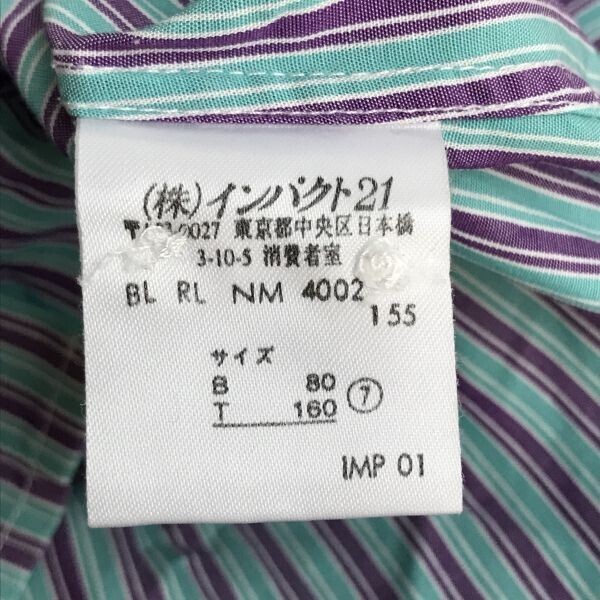 (株)インパクト21
東京都中央区日本橋
3-10-5 消費者室
BL RL NM 4002
155
サイズ
B 80
T 160 ⑦
IMP 01